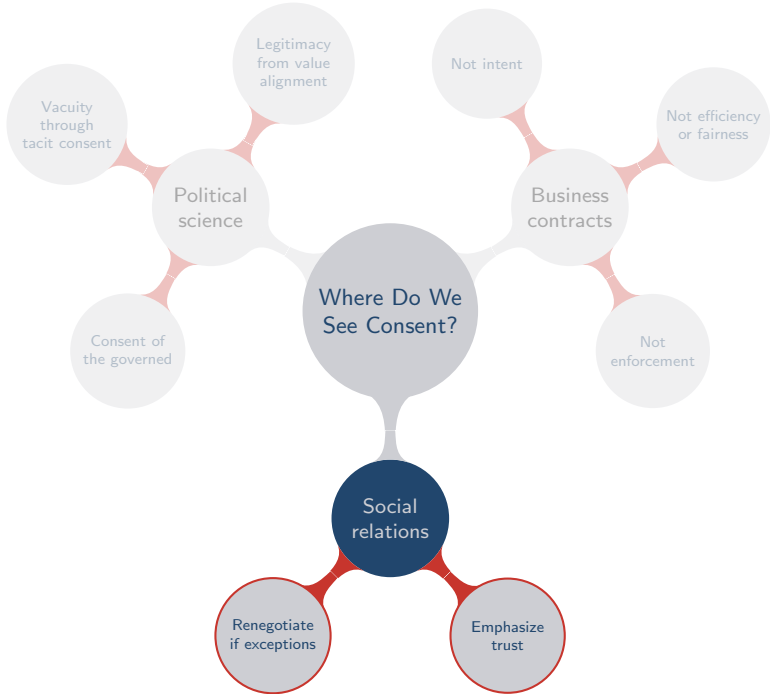 Legitimacy
from value
alignment
Not intent
Vacuity
through
tacit consent
Not efficiency
or fairness
Political
science
Business
contracts
Where Do We
See Consent?
Consent of
the governed
Not
enforcement
Social
relations
Renegotiate
if exceptions
Emphasize
trust